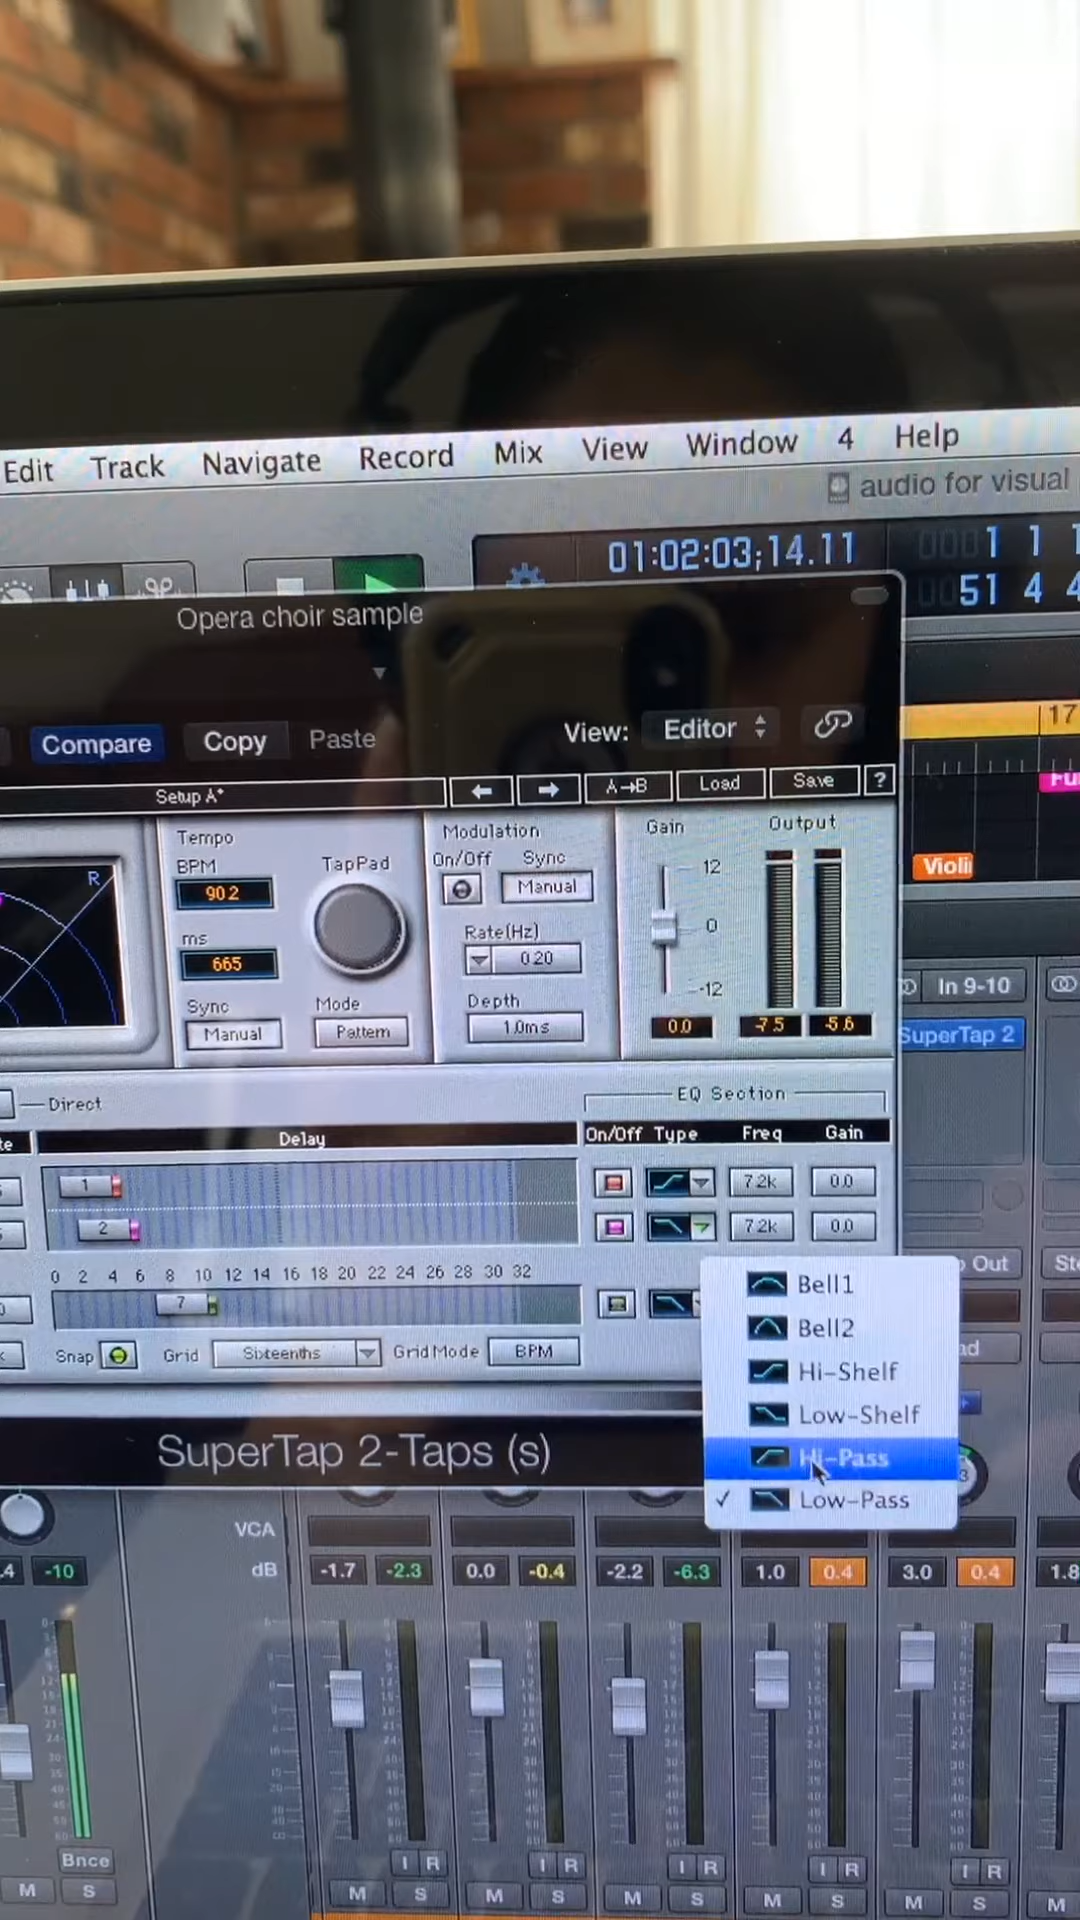 Edit Track Navigate Record Mix View Window 4 Help
audio for visual
01:02:03;14.11
1 1 1
51 4 4
Opera choir sample
Compare Copy Paste View: Editor
17
Setup A* A→B Load Save ?
Violi
R
Tempo
BPM
90.2
ms
665
Sync
Manual
TapPad
Mode
Pattern
Modulation
On/Off Sync
Manual
Rate(Hz)
0.20
Depth
1.0ms
Gain Output
12
0
-12
0.0 -7.5 -5.6
In 9-10
SuperTap 2
Direct
EQ Section
Delay On/Off Type Freq Gain
1 7.2k 0.0
2 7.2k 0.0
0 2 4 6 8 10 12 14 16 18 20 22 24 26 28 30 32
7
Snap Grid Sixteenths Grid Mode BPM
Out
Bell1
Bell2
Hi-Shelf
Low-Shelf
Hi-Pass
✓ Low-Pass
SuperTap 2-Taps (s)
VCA
dB
-10 -1.7 -2.3 0.0 -0.4 -2.2 -6.3 1.0 0.4 3.0 0.4 1.8
Bnce I R I R I R I R I R
M S M S M S M S M S M S M